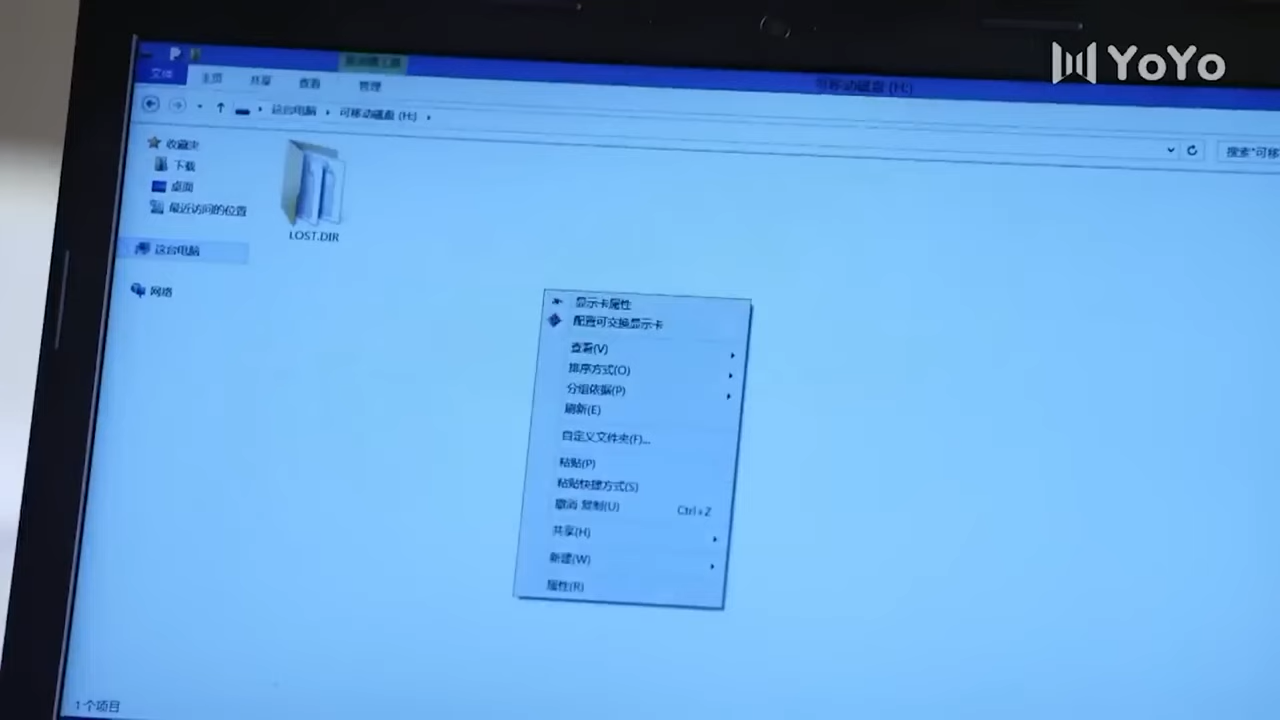 YoYo
可移动磁盘 (H:)
文件 主页 共享 查看 管理
这台电脑 可移动磁盘 (H:)
搜索"可移
收藏夹
下载
桌面
最近访问的位置
这台电脑
网络
LOST.DIR
显示卡属性
配置可交换显示卡
查看(V)
排序方式(O)
分组依据(P)
刷新(E)
自定义文件夹(F)...
粘贴(P)
粘贴快捷方式(S)
撤消 复制(U) Ctrl+Z
共享(H)
新建(W)
属性(R)
1 个项目